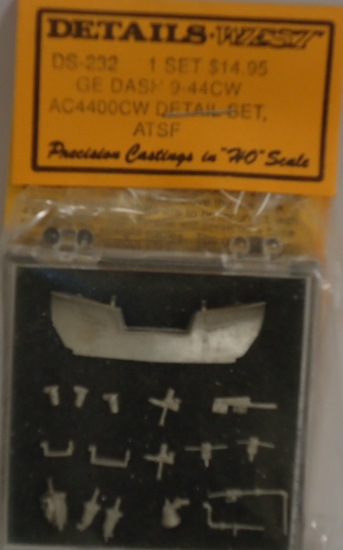 DETAILS WEST
DS-232 1 SET $14.95
GE DASH 9-44CW
AC4400CW DETAIL SET,
ATSF
Precision Castings in "HO" Scale